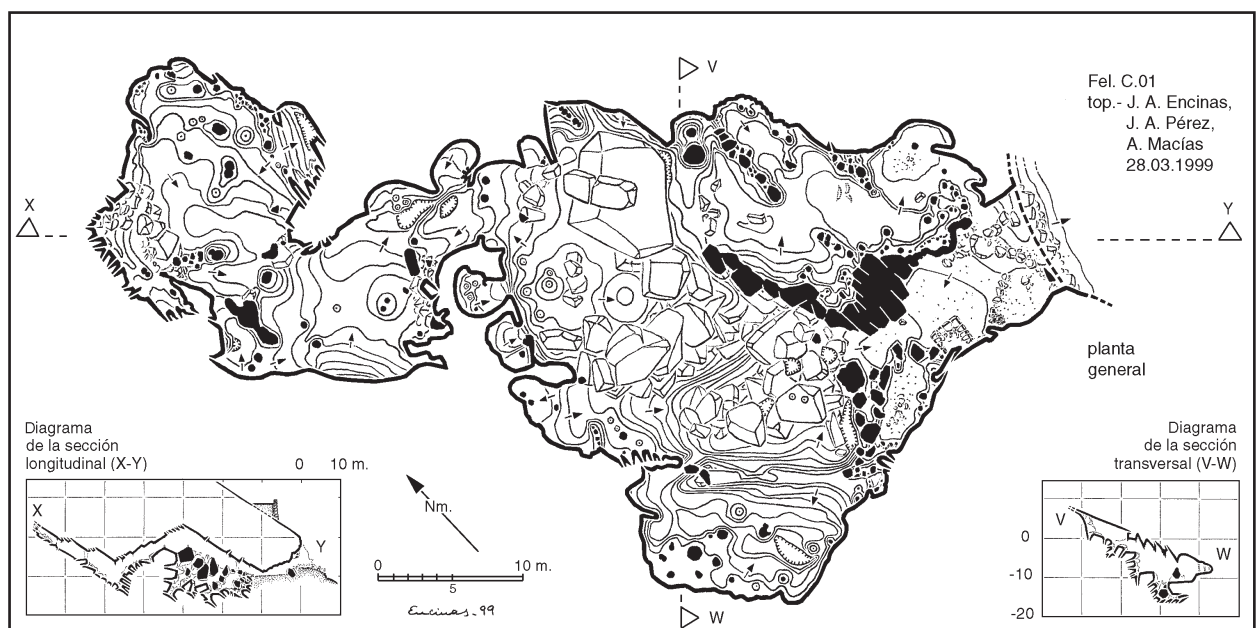 V
Fel. C.01
top.- J. A. Encinas,
J. A. Pérez,
A. Macías
28.03.1999
X
Y
planta
general
Diagrama
de la sección
longitudinal (X-Y)
0 10 m.
X
Y
Nm.
0 10 m.
5
Encinas-99
W
Diagrama
de la sección
transversal (V-W)
V
W
0
-10
-20